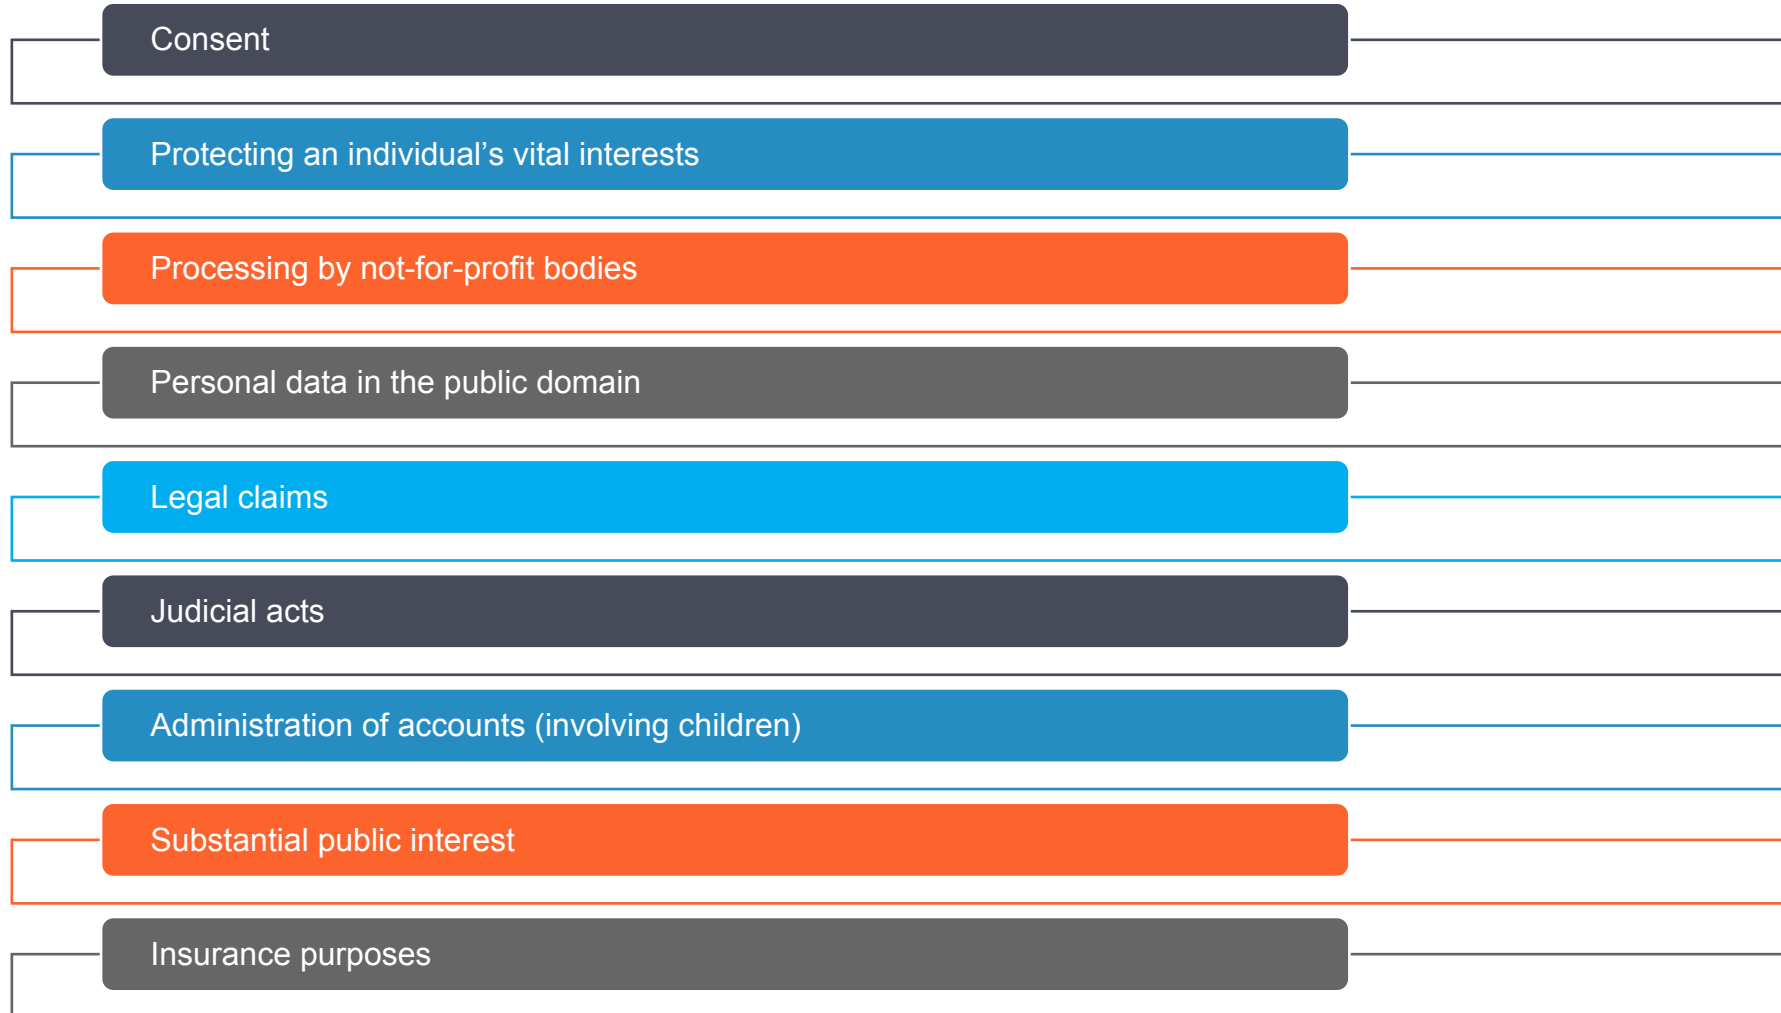 Consent
Protecting an individual’s vital interests
Processing by not-for-profit bodies
Personal data in the public domain
Legal claims
Judicial acts
Administration of accounts (involving children)
Substantial public interest
Insurance purposes